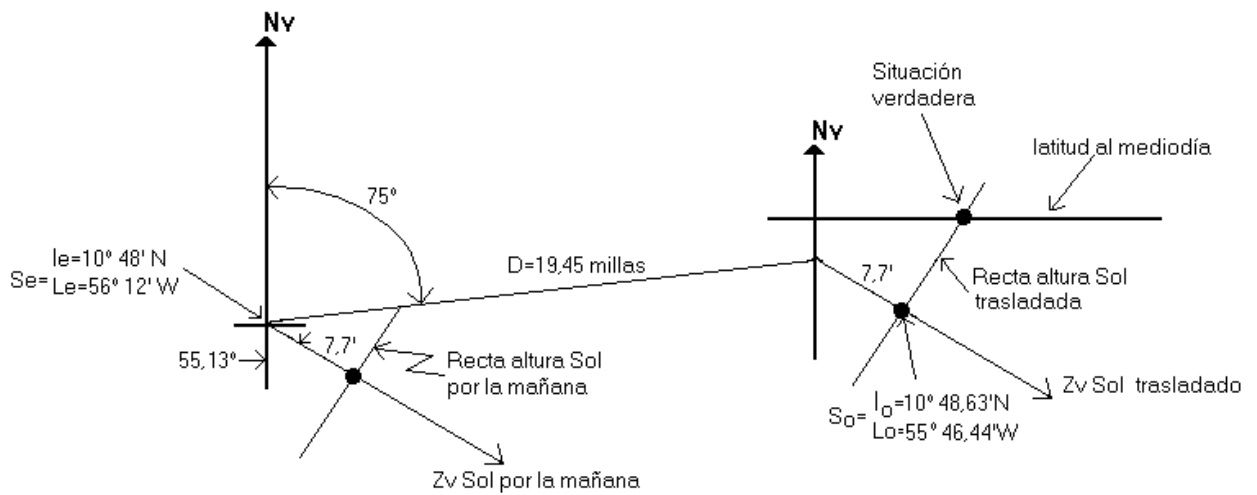 Nv
75º
le=10º 48' N
Se=
Le=56º 12' W
55,13º
7,7'
Recta altura Sol
por la mañana
Zv Sol por la mañana
D=19,45 millas
Situación
verdadera
Nv
latitud al mediodía
7,7'
Recta altura Sol
trasladada
Zv Sol trasladado
So=
lo=10º 48,63'N
Lo=55º 46,44'W